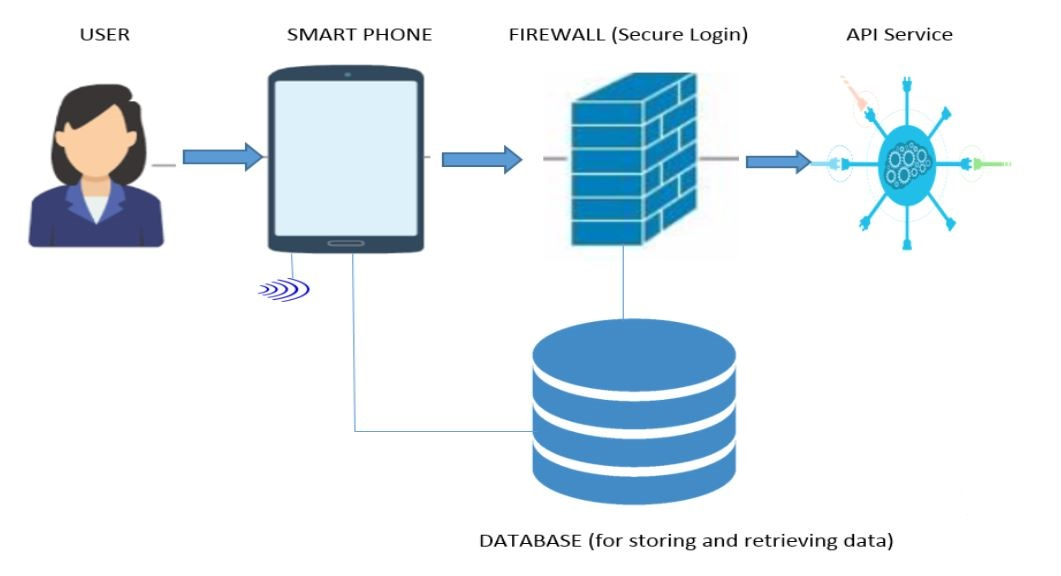 USER
SMART PHONE
FIREWALL (Secure Login)
API Service
DATABASE (for storing and retrieving data)